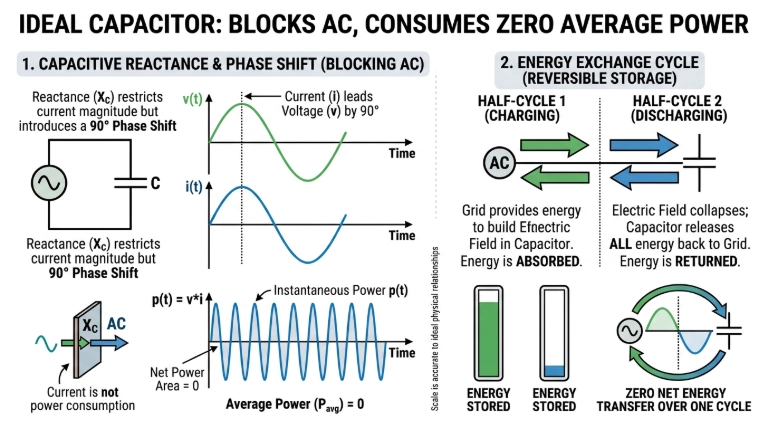 IDEAL CAPACITOR: BLOCKS AC, CONSUMES ZERO AVERAGE POWER
1. CAPACITIVE REACTANCE & PHASE SHIFT (BLOCKING AC)
Reactance (Xc) restricts
current magnitude but
introduces a 90° Phase Shift
C
Reactance (Xc) restricts
current magnitude but
90° Phase Shift
Xc AC
Current is not
power consumption
v(t)
Current (i) leads
Voltage (v) by 90°
Time
i(t)
Time
p(t) = v*i
Instantaneous Power p(t)
Time
Net Power
Area = 0
Average Power (Pavg) = 0
Scale is accurate to ideal physical relationships
2. ENERGY EXCHANGE CYCLE
(REVERSIBLE STORAGE)
HALF-CYCLE 1
(CHARGING)
HALF-CYCLE 2
(DISCHARGING)
AC
Grid provides energy
to build Efnectric
Field in Capacitor.
Energy is ABSORBED.
Electric Field collapses;
Capacitor releases
ALL energy back to Grid.
Energy is RETURNED.
ENERGY
STORED
ENERGY
STORED
ZERO NET ENERGY
TRANSFER OVER ONE CYCLE